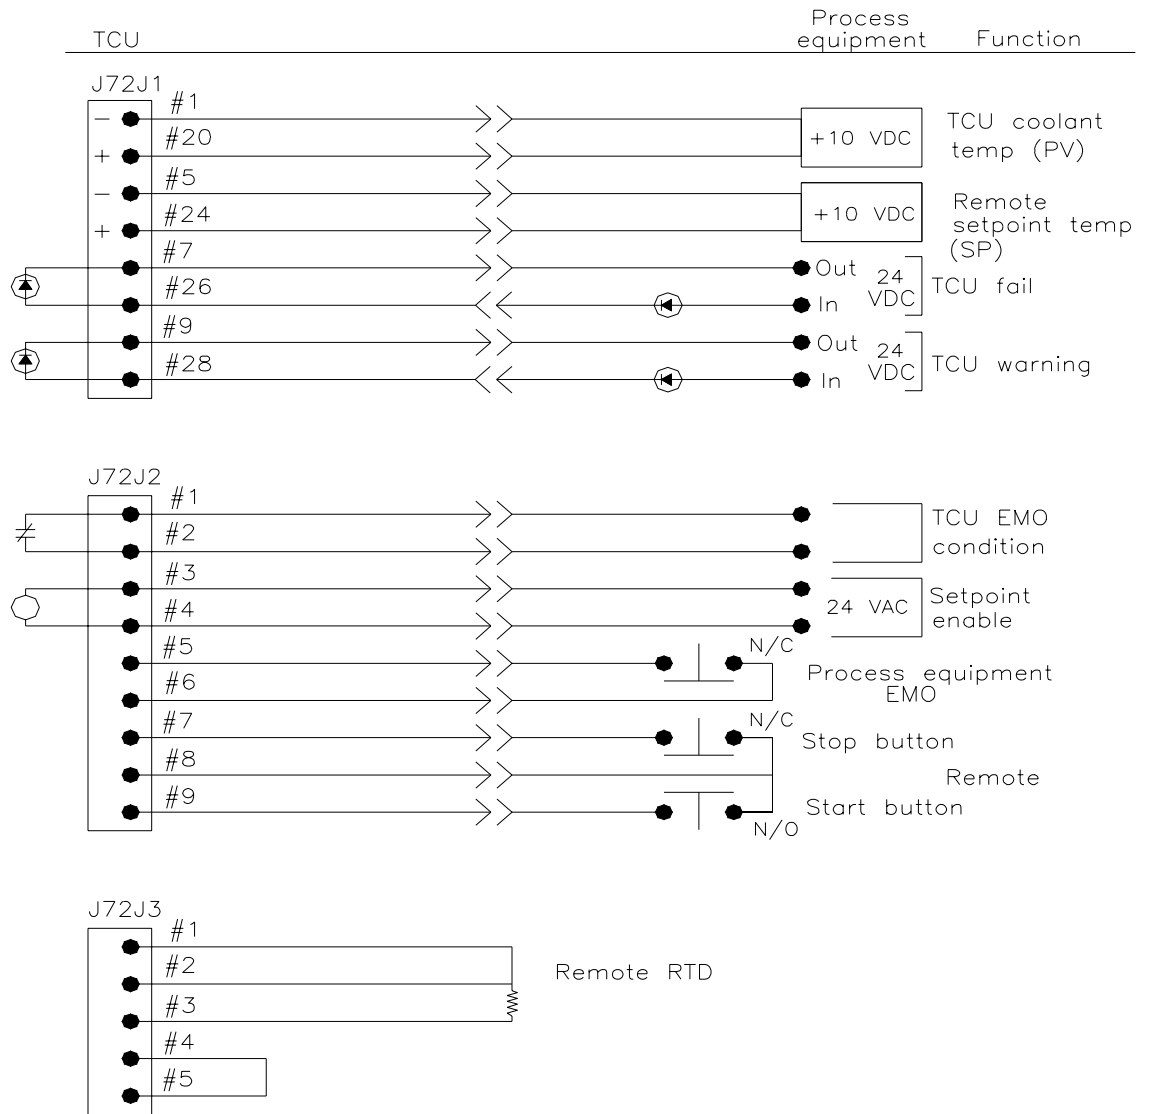 TCU Process equipment Function
J72J1
#1
− #20 +10 VDC TCU coolant temp (PV)
+ #5
− #24 +10 VDC Remote setpoint temp (SP)
+ #7
Out 24 VDC TCU fail
#26
In
#9
Out 24 VDC TCU warning
#28
In
J72J2
#1
#2
TCU EMO condition
#3
#4
24 VAC Setpoint enable
#5
N/C
#6
Process equipment EMO
#7
N/C
Stop button
#8
Remote
#9
Start button
N/O
J72J3
#1
#2
Remote RTD
#3
#4
#5